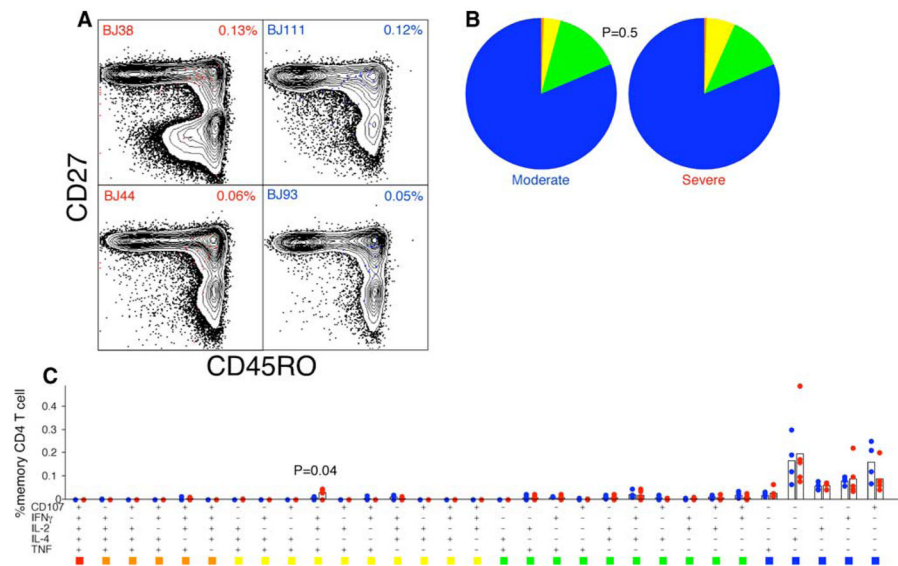 A
BJ38 0.13%
BJ111 0.12%
BJ44 0.06%
BJ93 0.05%
CD27
CD45RO
B
P=0.5
Moderate
Severe
C
%memory CD4 T cell
0.4
0.3
0.2
0.1
0
P=0.04
CD107
IFNγ
IL-2
IL-4
TNF